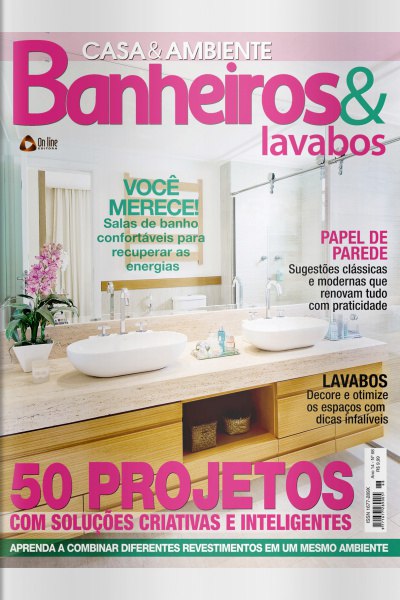 CASA & AMBIENTE
Banheiros &
lavabos
On line
EDITORA
VOCÊ
MERECE!
Salas de banho
confortáveis para
recuperar as
energias
PAPEL DE
PAREDE
Sugestões clássicas
e modernas que
renovam tudo
com praticidade
LAVABOS
Decore e otimize
os espaços com
dicas infalíveis
50 PROJETOS
COM SOLUÇÕES CRIATIVAS E INTELIGENTES
APRENDA A COMBINAR DIFERENTES REVESTIMENTOS EM UM MESMO AMBIENTE